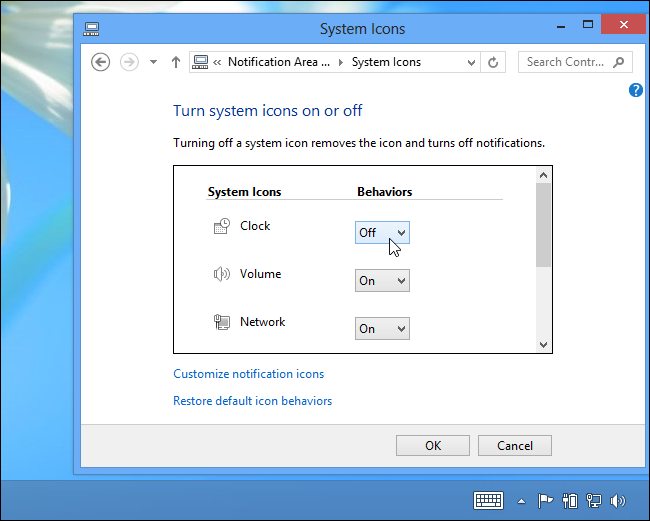 System Icons
« Notification Area ... System Icons
Search Contr...
?
Turn system icons on or off
Turning off a system icon removes the icon and turns off notifications.
System Icons Behaviors
Clock Off
Volume On
Network On
Customize notification icons
Restore default icon behaviors
OK Cancel